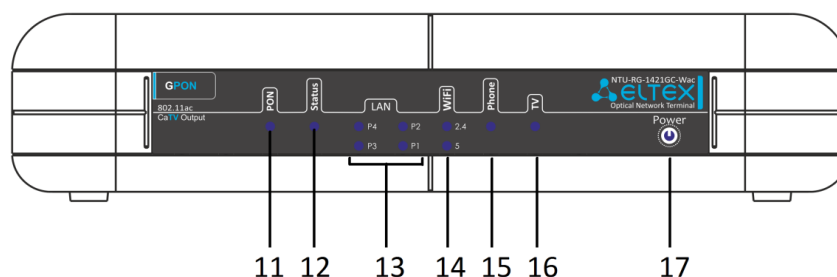 GPON
802.11ac
CaTV Output
PON
Status
LAN
P4
P2
P3
P1
WiFi
2.4
5
Phone
TV
NTU-RG-1421GC-Wac
ELTEX
Optical Network Terminal
Power
11 12 13 14 15 16 17